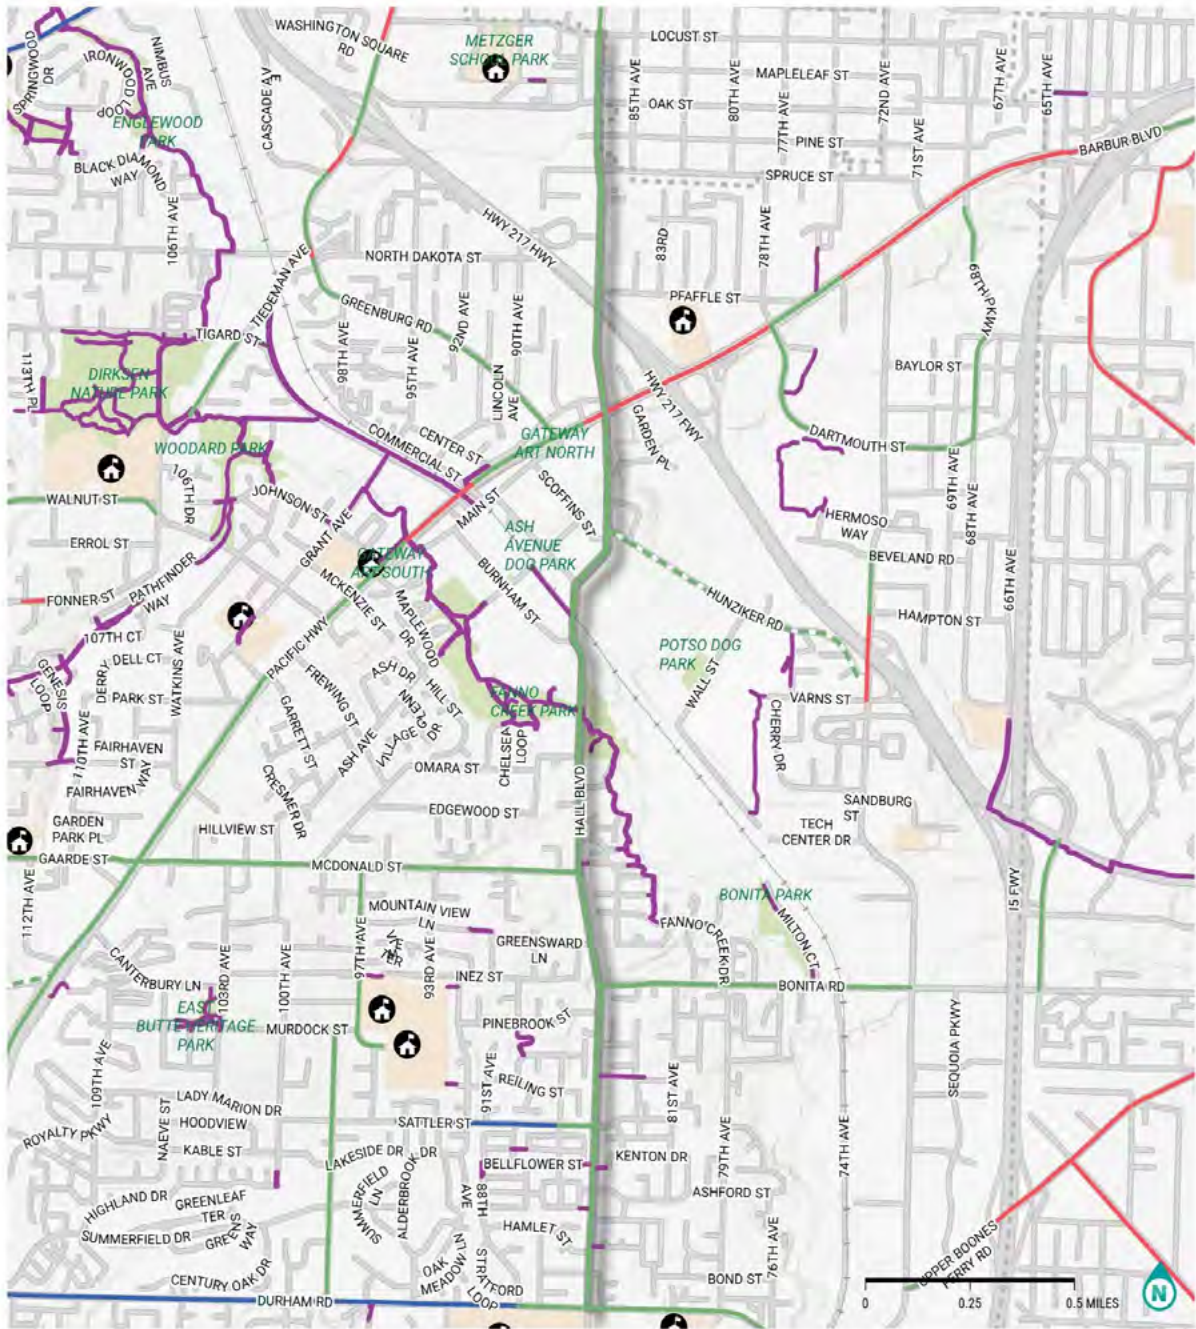 WASHINGTON SQUARE
RD
METZGER
SCHOOL PARK
LOCUST ST
MAPLELEAF ST
OAK ST
PINE ST
SPRUCE ST
85TH AVE
80TH AVE
77TH AVE
72ND AVE
71ST AVE
67TH AVE
65TH AVE
BARBUR BLVD
SPRINGWOOD
DR
IRONWOOD
LOOP
NIMBUS
AVE
CASCADE AV
E
ENGLEWOOD
PARK
BLACK DIAMOND
WAY
106TH AVE
HWY 217 HWY
83RD
78TH AVE
NORTH DAKOTA ST
TIEDEMAN AVE
68TH PKWY
PFAFFLE ST
GREENBURG RD
92ND AVE
90TH AVE
98TH AVE
95TH AVE
LINCOLN
AVE
TIGARD ST
113TH PL
DIRKSEN
NATURE PARK
BAYLOR ST
HWY 217 FWY
GARDEN PL
DARTMOUTH ST
CENTER ST
COMMERCIAL ST
GATEWAY
ART NORTH
WOODARD PARK
106TH DR
WALNUT ST
JOHNSON ST
MAIN ST
SCOFFINS ST
69TH AVE
68TH AVE
HERMOSO
WAY
ERROL ST
GRANT AVE
ASH
AVENUE
DOG PARK
BEVELAND RD
GATEWAY
ART SOUTH
BURNHAM ST
HUNZIKER RD
66TH AVE
PATHFINDER
WAY
FONNER ST
MCKENZIE ST
MAPLEWOOD
DR
HAMPTON ST
107TH CT
DELL CT
DERRY
PARK ST
WATKINS AVE
PACIFIC HWY
POTSO DOG
PARK
WALL ST
GENESIS
LOOP
FREWING ST
ASH DR
HILL ST
FANNO
CREEK PARK
VARNS ST
CHERRY DR
GARRETT ST
ASH AVE
VILLAGE
DR
CHELSEA
LOOP
110TH AVE
FAIRHAVEN
ST
FAIRHAVEN WAY
OMARA ST
CRESMER DR
HALL BLVD
EDGEWOOD ST
SANDBURG
ST
TECH
CENTER DR
GARDEN
PARK PL
HILLVIEW ST
GAARDE ST
MCDONALD ST
112TH AVE
I5 FWY
BONITA PARK
MILTON CT
MOUNTAIN VIEW
LN
FANNO CREEK DR
GREENSWARD
LN
97TH AVE
93RD AVE
INEZ ST
CANTERBURY LN
103RD AVE
100TH AVE
BONITA RD
EAST
BUTTE HERITAGE
PARK
MURDOCK ST
PINEBROOK ST
SEQUOIA PKWY
109TH AVE
91ST AVE
REILING ST
81ST AVE
LADY MARION DR
HOODVIEW
ROYALTY PKWY
NAEVE ST
SATTLER ST
KABLE ST
LAKESIDE DR
DR
BELLFLOWER ST
KENTON DR
79TH AVE
74TH AVE
HIGHLAND DR
GREENLEAF
TER
SUMMERFIELD
LN
ALDERBROOK
88TH
AVE
ASHFORD ST
SUMMERFIELD DR
GREENS
WAY
HAMLET ST
76TH AVE
UPPER BOONES
FERRY RD
CENTURY OAK DR
OAK
MEADOW LN
STRATFORD
LOOP
BOND ST
DURHAM RD
0
0.25
0.5 MILES
N